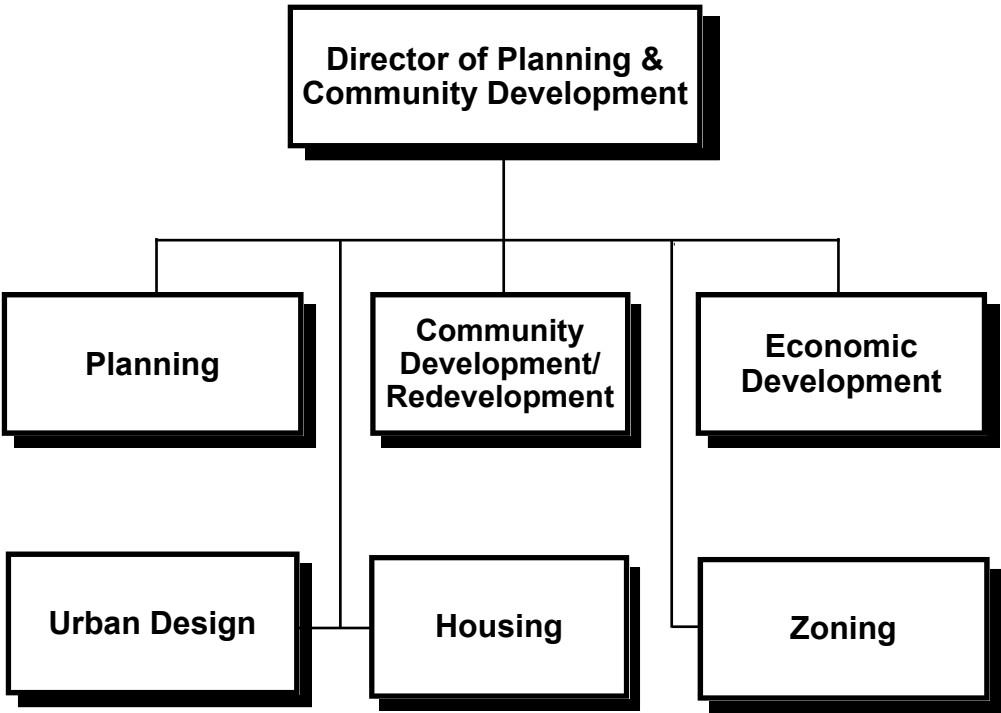 Director of Planning &
Community Development
Planning
Community
Development/
Redevelopment
Economic
Development
Urban Design
Housing
Zoning